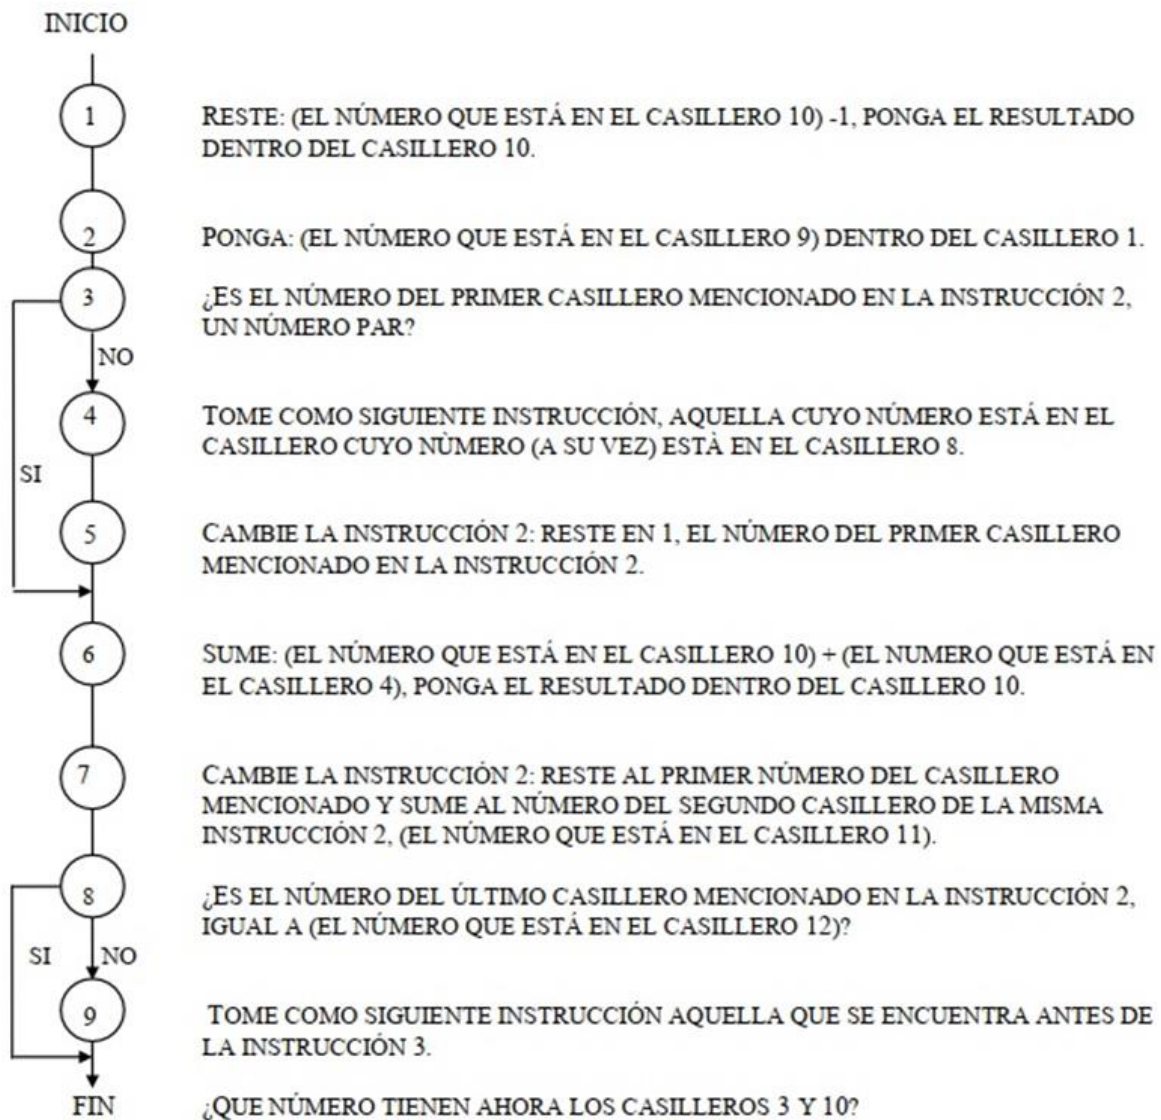 INICIO
1
RESTE: (EL NÚMERO QUE ESTÁ EN EL CASILLERO 10) -1, PONGA EL RESULTADO
DENTRO DEL CASILLERO 10.
2
PONGA: (EL NÚMERO QUE ESTÁ EN EL CASILLERO 9) DENTRO DEL CASILLERO 1.
3
¿ES EL NÚMERO DEL PRIMER CASILLERO MENCIONADO EN LA INSTRUCCIÓN 2,
UN NÚMERO PAR?
NO
4
TOME COMO SIGUIENTE INSTRUCCIÓN, AQUELLA CUYO NÚMERO ESTÁ EN EL
CASILLERO CUYO NÙMERO (A SU VEZ) ESTÀ EN EL CASILLERO 8.
SI
5
CAMBIE LA INSTRUCCIÓN 2: RESTE EN 1, EL NÚMERO DEL PRIMER CASILLERO
MENCIONADO EN LA INSTRUCCIÓN 2.
6
SUME: (EL NÚMERO QUE ESTÁ EN EL CASILLERO 10) + (EL NUMERO QUE ESTÁ EN
EL CASILLERO 4), PONGA EL RESULTADO DENTRO DEL CASILLERO 10.
7
CAMBIE LA INSTRUCCIÓN 2: RESTE AL PRIMER NÚMERO DEL CASILLERO
MENCIONADO Y SUME AL NÚMERO DEL SEGUNDO CASILLERO DE LA MISMA
INSTRUCCIÓN 2, (EL NÚMERO QUE ESTÁ EN EL CASILLERO 11).
8
¿ES EL NÚMERO DEL ÚLTIMO CASILLERO MENCIONADO EN LA INSTRUCCIÓN 2,
IGUAL A (EL NÚMERO QUE ESTÁ EN EL CASILLERO 12)?
SI
NO
9
TOME COMO SIGUIENTE INSTRUCCIÓN AQUELLA QUE SE ENCUENTRA ANTES DE
LA INSTRUCCIÓN 3.
FIN
¿QUE NÚMERO TIENEN AHORA LOS CASILLEROS 3 Y 10?